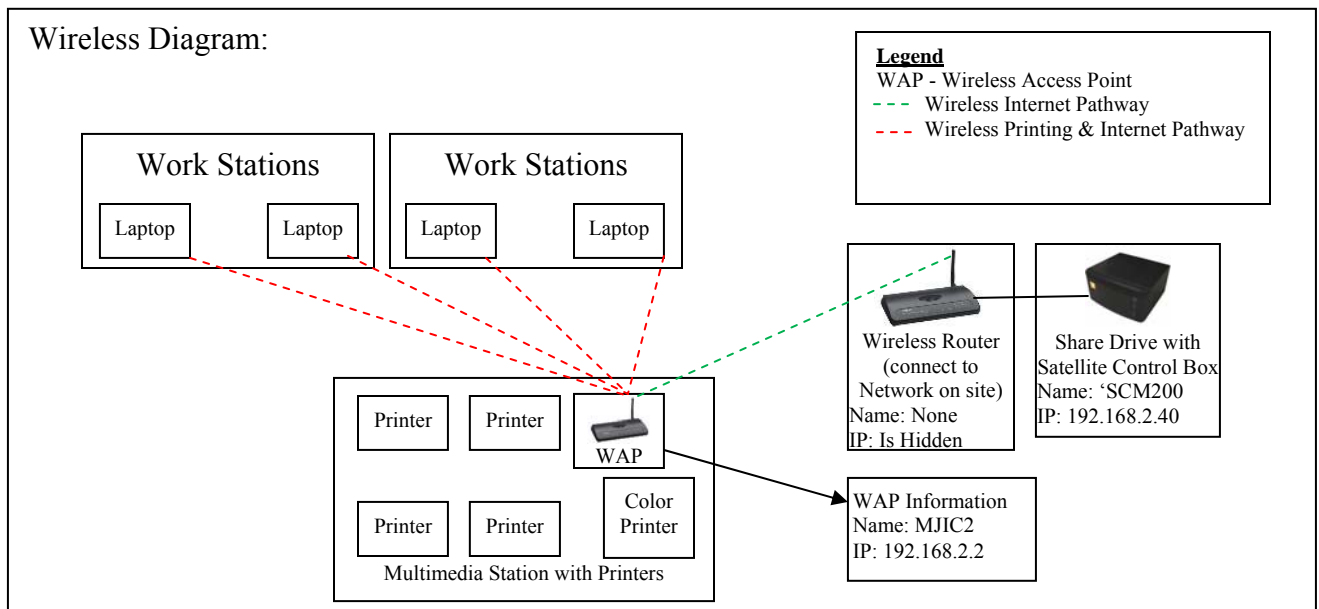 Wireless Diagram:
Legend
WAP - Wireless Access Point
Wireless Internet Pathway
Wireless Printing & Internet Pathway
Work Stations
Laptop
Laptop
Work Stations
Laptop
Laptop
Wireless Router
(connect to
Network on site)
Name: None
IP: Is Hidden
Share Drive with
Satellite Control Box
Name: ‘SCM200
IP: 192.168.2.40
Printer
Printer
WAP
Printer
Printer
Color
Printer
Multimedia Station with Printers
WAP Information
Name: MJIC2
IP: 192.168.2.2